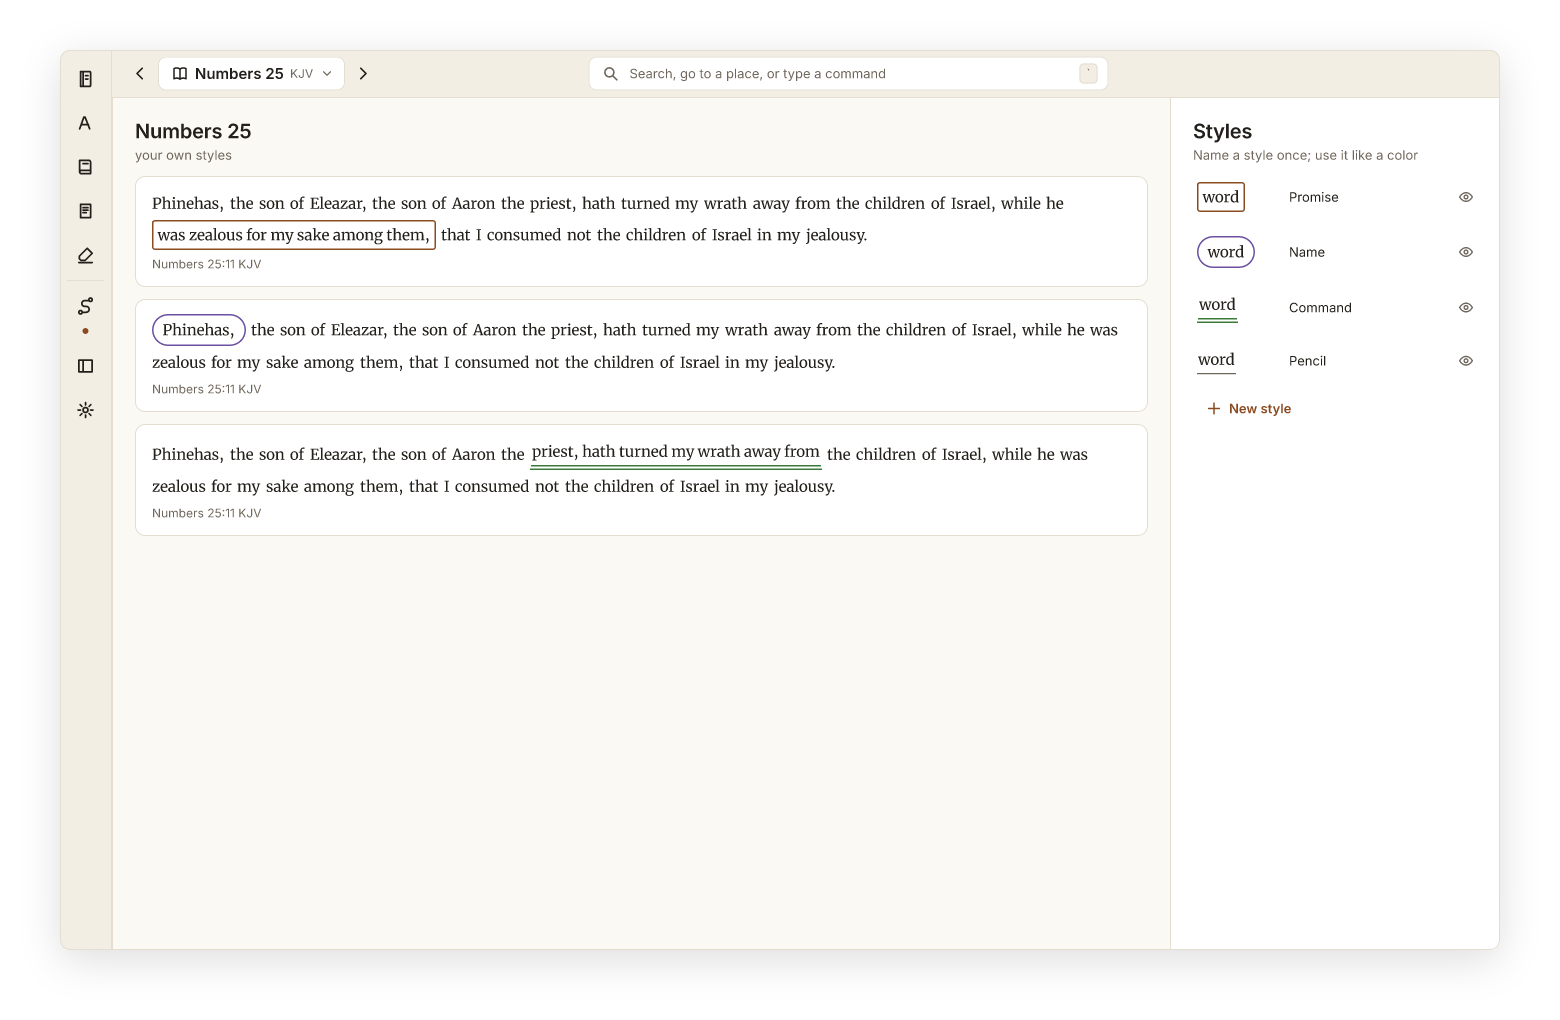 Numbers 25 KJV
Search, go to a place, or type a command
Numbers 25
your own styles
Phinehas, the son of Eleazar, the son of Aaron the priest, hath turned my wrath away from the children of Israel, while he
was zealous for my sake among them, that I consumed not the children of Israel in my jealousy.
Numbers 25:11 KJV
Phinehas, the son of Eleazar, the son of Aaron the priest, hath turned my wrath away from the children of Israel, while he was
zealous for my sake among them, that I consumed not the children of Israel in my jealousy.
Numbers 25:11 KJV
Phinehas, the son of Eleazar, the son of Aaron the priest, hath turned my wrath away from the children of Israel, while he was
zealous for my sake among them, that I consumed not the children of Israel in my jealousy.
Numbers 25:11 KJV
Styles
Name a style once; use it like a color
word Promise
word Name
word Command
word Pencil
+ New style